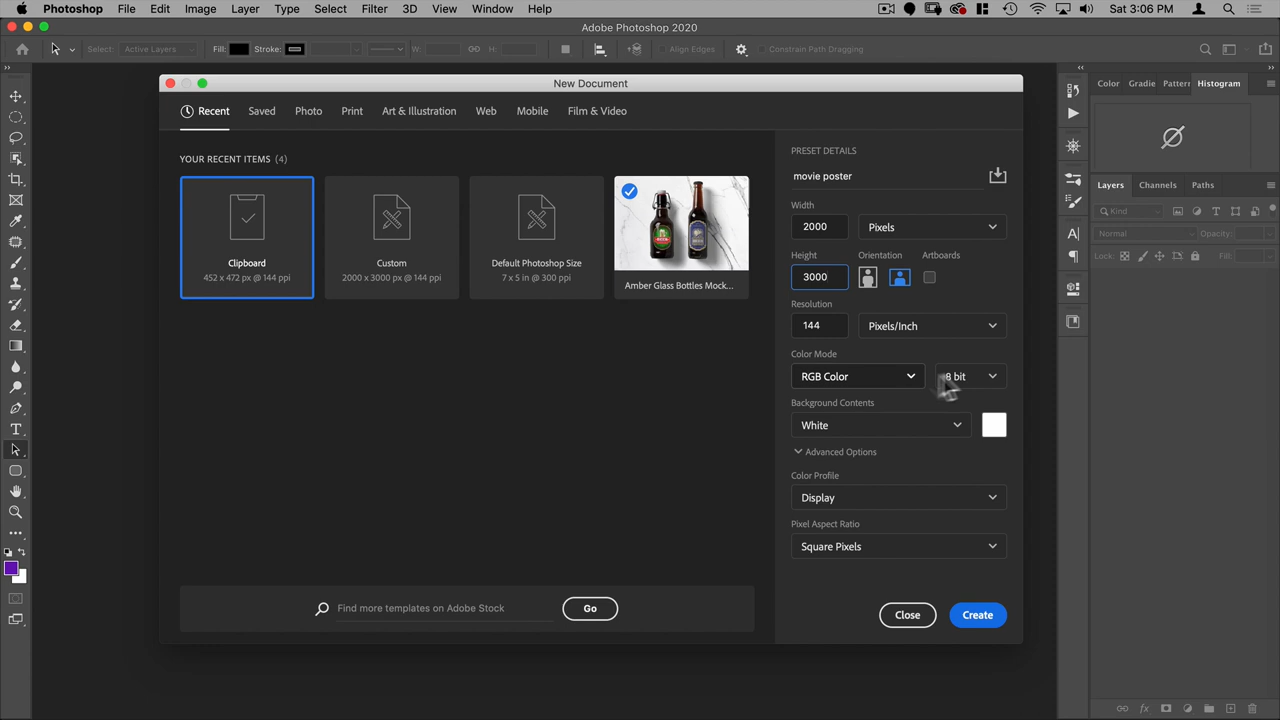 Photoshop File Edit Image Layer Type Select Filter 3D View Window Help Sat 3:06 PM
Adobe Photoshop 2020
Select: Active Layers Fill: Stroke: W: H: Align Edges Constrain Path Dragging
New Document
Color Gradie Pattern Histogram
Recent Saved Photo Print Art & Illustration Web Mobile Film & Video
YOUR RECENT ITEMS (4)
Clipboard
452 x 472 px @ 144 ppi
Custom
2000 x 3000 px @ 144 ppi
Default Photoshop Size
7 x 5 in @ 300 ppi
Amber Glass Bottles Mock...
PRESET DETAILS
movie poster
Width
2000 Pixels
Height Orientation Artboards
3000
Resolution
144 Pixels/Inch
Color Mode
RGB Color 8 bit
Background Contents
White
Advanced Options
Color Profile
Display
Pixel Aspect Ratio
Square Pixels
Find more templates on Adobe Stock Go
Close Create
Layers Channels Paths
Kind
Normal Opacity:
Lock: Fill: